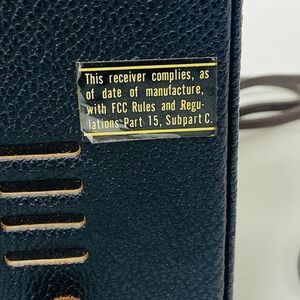 This receiver complies, as
of date of manufacture,
with FCC Rules and Regu-
lations Part 15, Subpart C.